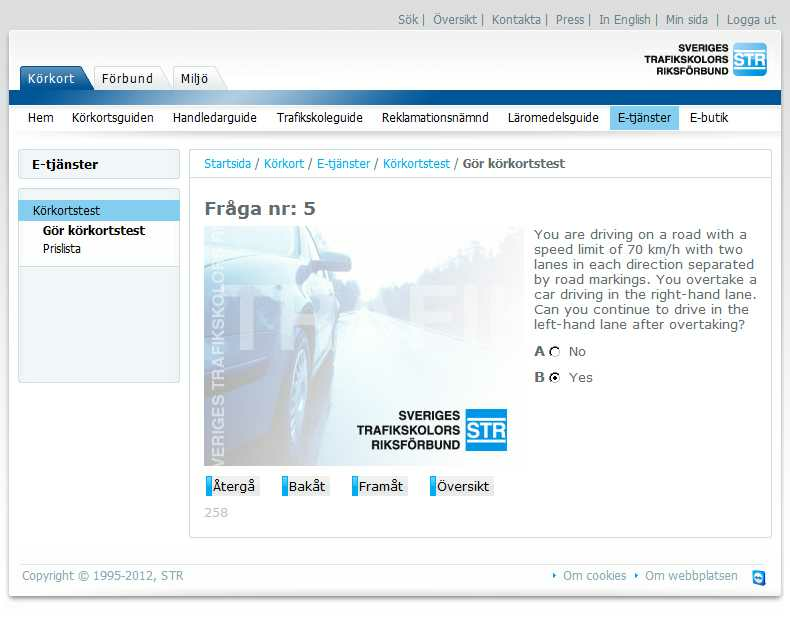 Sök | Översikt | Kontakta | Press | In English | Min sida | Logga ut
SVERIGES
TRAFIKSKOLORS
RIKSFÖRBUND
STR
Körkort Förbund Miljö
Hem Körkortsguiden Handledarguide Trafikskoleguide Reklamationsnämnd Läromedelsguide E-tjänster E-butik
E-tjänster
Körkortstest
Gör körkortstest
Prislista
Startsida / Körkort / E-tjänster / Körkortstest / Gör körkortstest
Fråga nr: 5
SVERIGES
TRAFIKSKOLORS
RIKSFÖRBUND
STR
You are driving on a road with a
speed limit of 70 km/h with two
lanes in each direction separated
by road markings. You overtake a
car driving in the right-hand lane.
Can you continue to drive in the
left-hand lane after overtaking?
A No
B Yes
Återgå Bakåt Framåt Översikt
258
Copyright © 1995-2012, STR
Om cookies Om webbplatsen